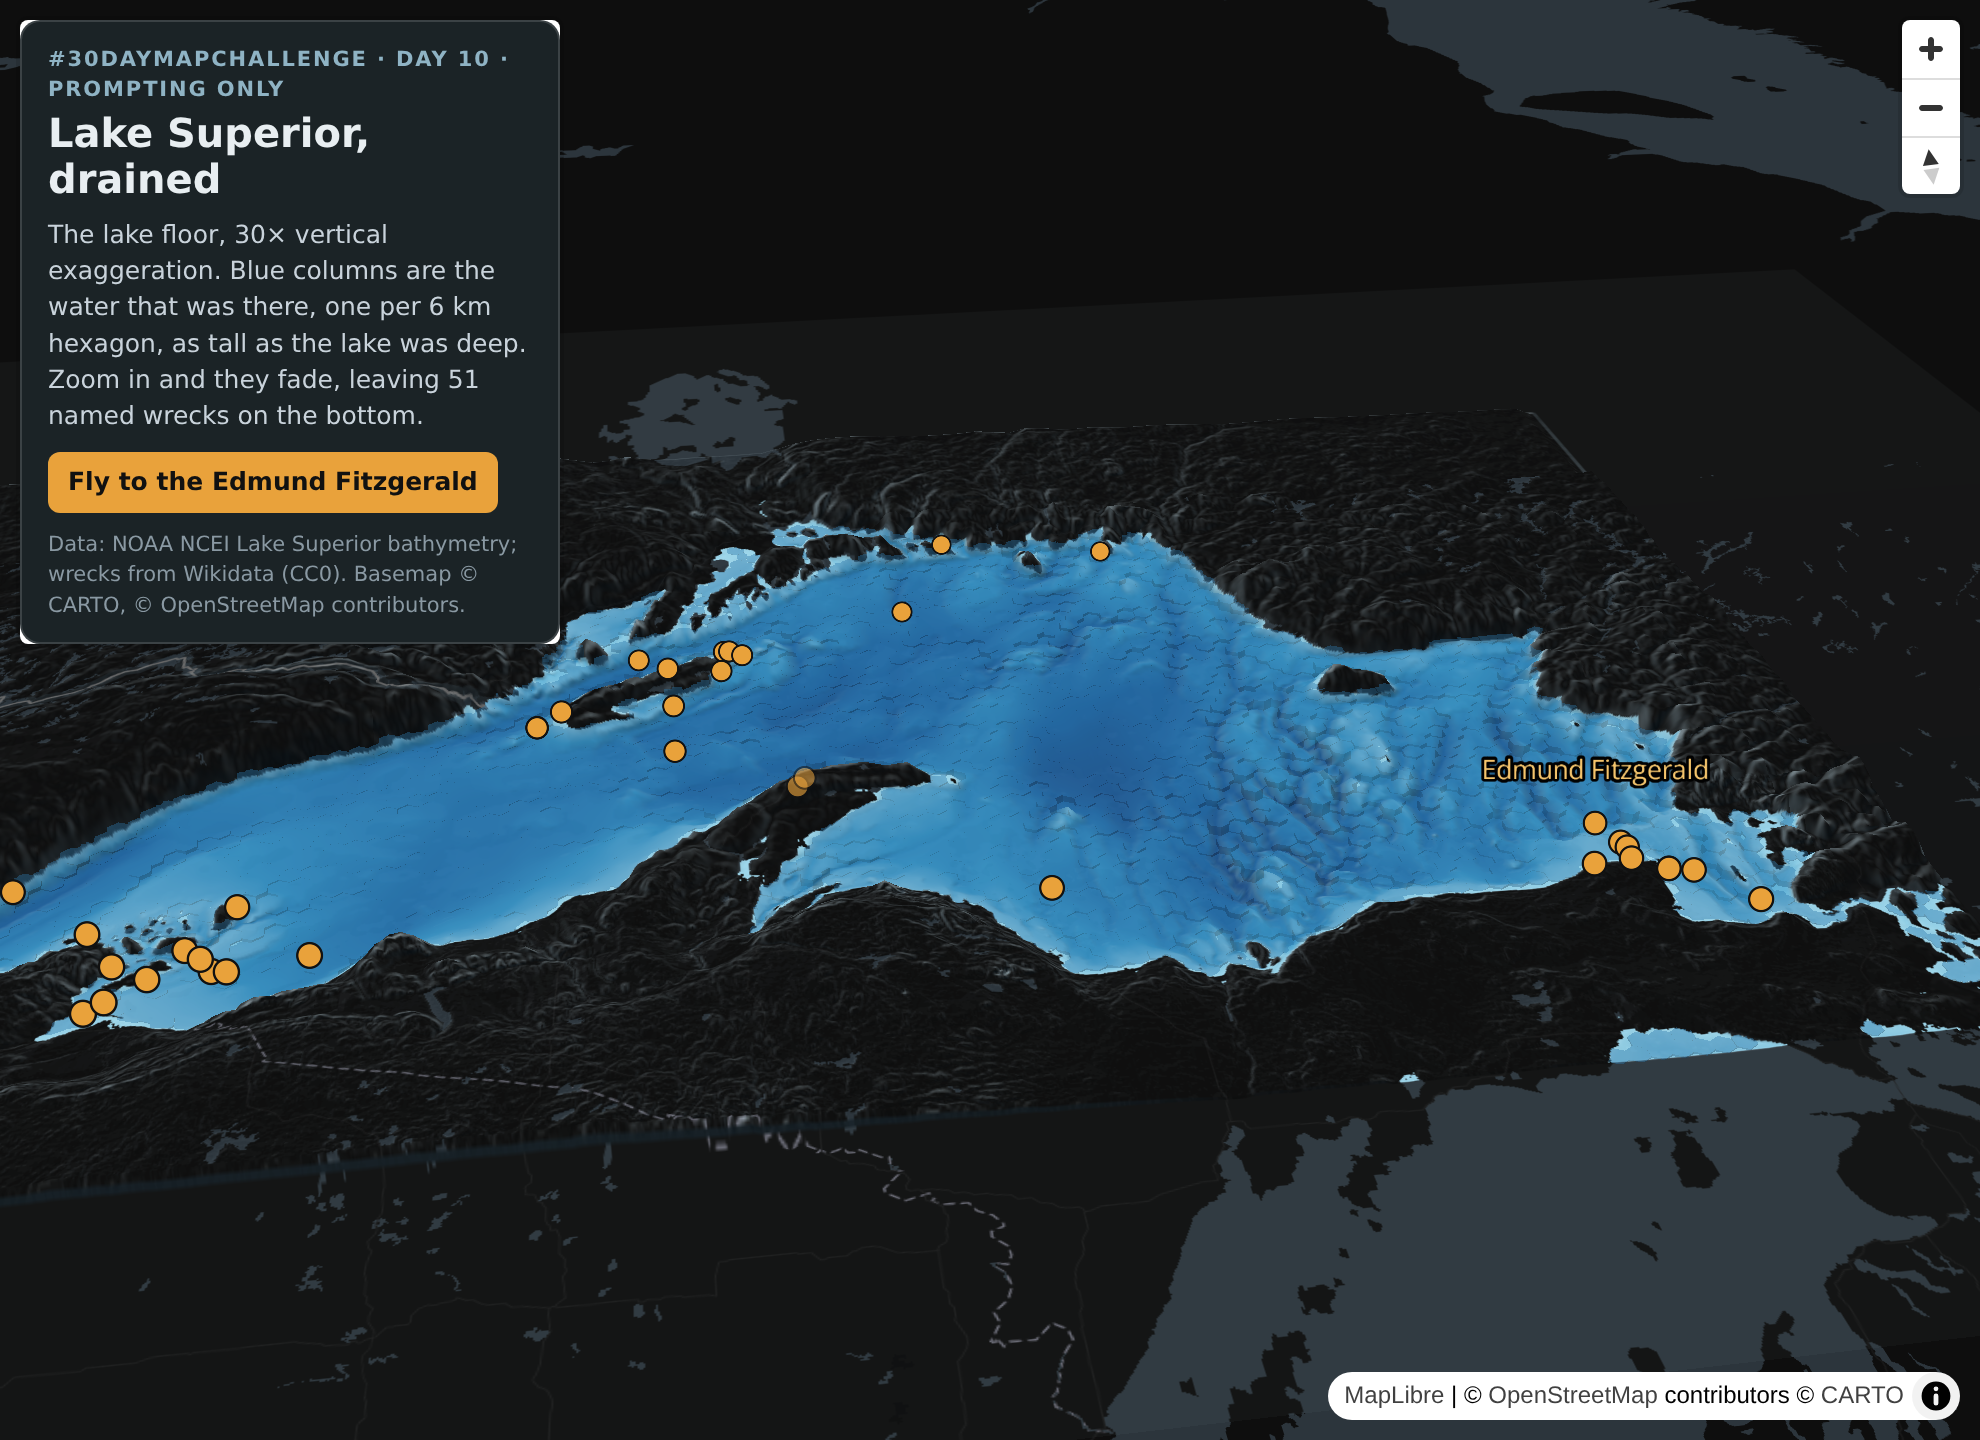 #30DAYMAPCHALLENGE · DAY 10 ·
PROMPTING ONLY
Lake Superior,
drained
The lake floor, 30× vertical
exaggeration. Blue columns are the
water that was there, one per 6 km
hexagon, as tall as the lake was deep.
Zoom in and they fade, leaving 51
named wrecks on the bottom.
Fly to the Edmund Fitzgerald
Data: NOAA NCEI Lake Superior bathymetry;
wrecks from Wikidata (CC0). Basemap ©
CARTO, © OpenStreetMap contributors.
Edmund Fitzgerald
MapLibre | © OpenStreetMap contributors © CARTO